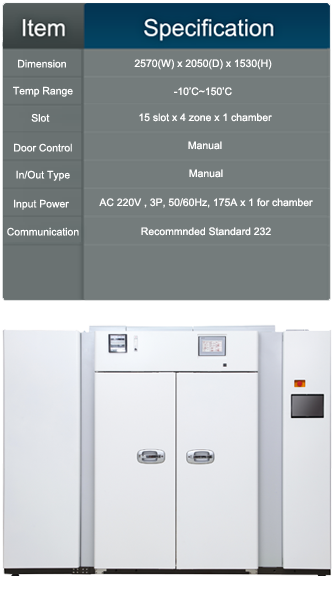 Item Specification
Dimension 2570(W) x 2050(D) x 1530(H)
Temp Range -10˚C~150˚C
Slot 15 slot x 4 zone x 1 chamber
Door Control Manual
In/Out Type Manual
Input Power AC 220V , 3P, 50/60Hz, 175A x 1 for chamber
Communication Recommnded Standard 232